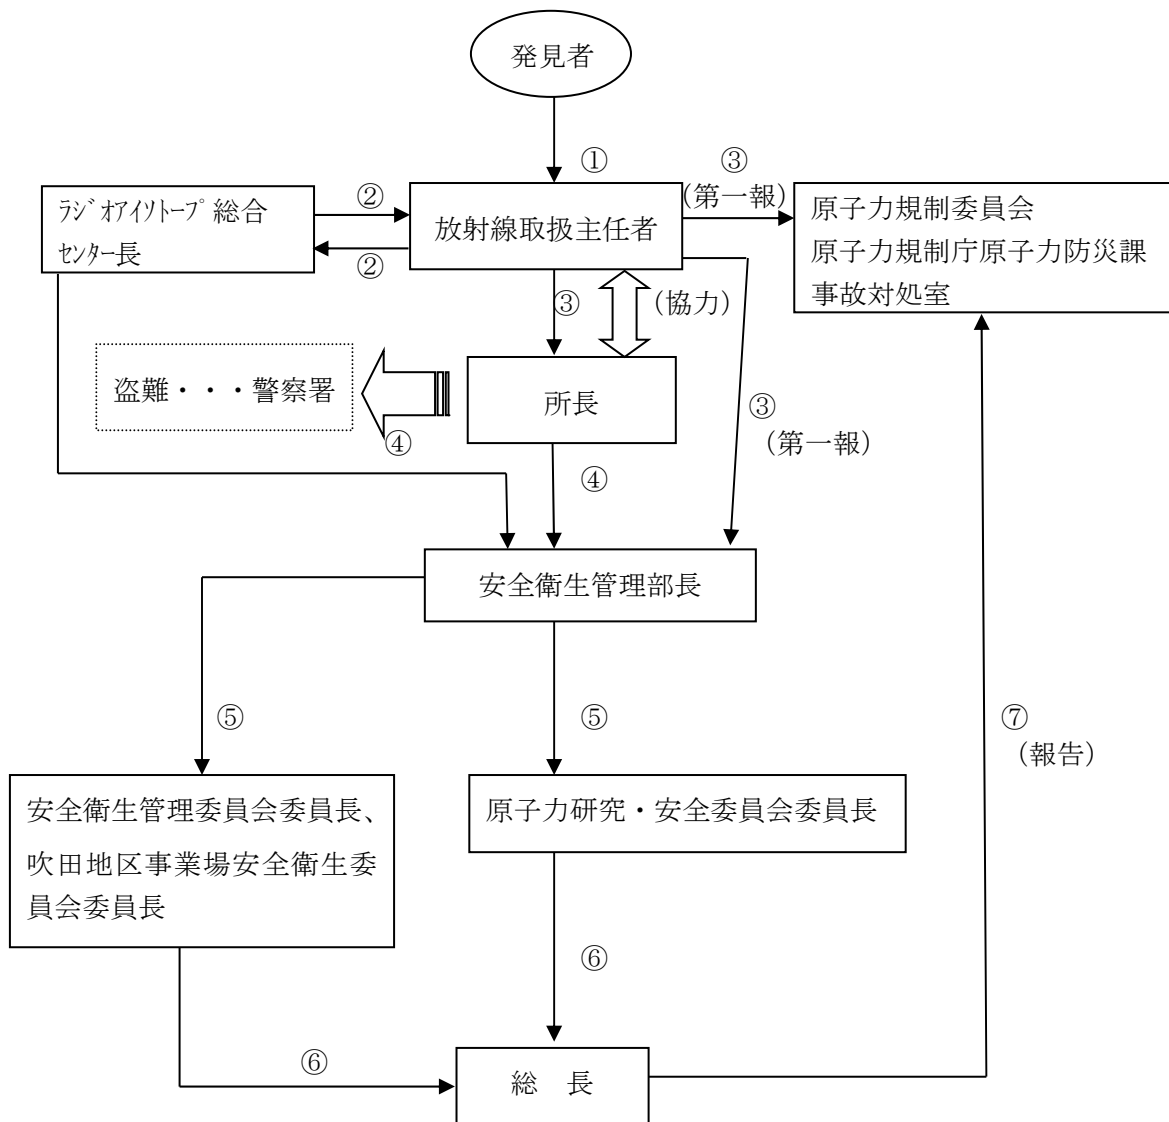 発見者
①
③
(第一報)
②
ラジオアイソトープ総合
センター長
放射線取扱主任者
原子力規制委員会
原子力規制庁原子力防災課
事故対処室
②
③
(協力)
盗難・・・警察署
所長
③
(第一報)
④
④
安全衛生管理部長
⑤
⑤
⑦
(報告)
安全衛生管理委員会委員長、
吹田地区事業場安全衛生委
員会委員長
原子力研究・安全委員会委員長
⑥
⑥
総　長